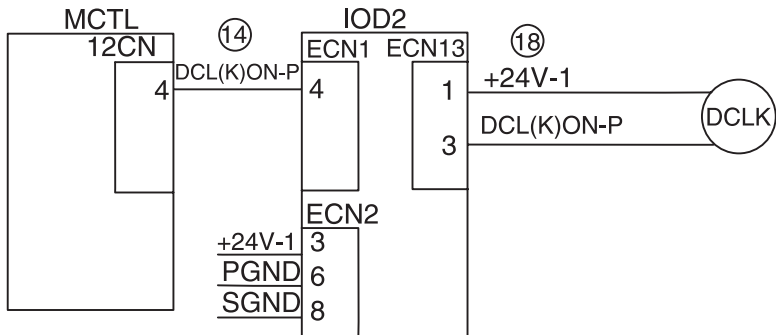 MCTL
IOD2
14
18
12CN
ECN1
ECN13
DCL(K)ON-P
+24V-1
4
4
1
DCLK
DCL(K)ON-P
3
ECN2
+24V-1
3
PGND
6
SGND
8